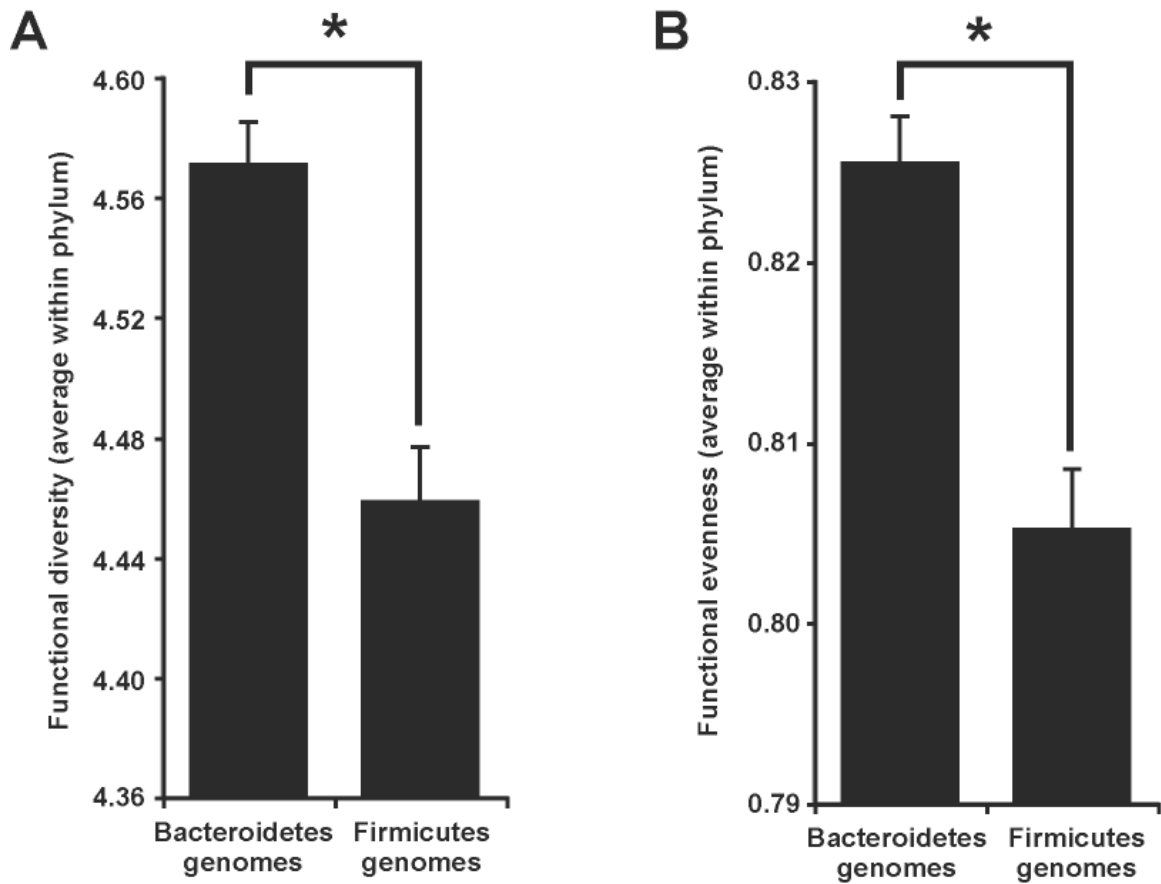 A
*
Functional diversity (average within phylum)
4.60
4.56
4.52
4.48
4.44
4.40
4.36
Bacteroidetes
genomes
Firmicutes
genomes
B
*
Functional evenness (average within phylum)
0.83
0.82
0.81
0.80
0.79
Bacteroidetes
genomes
Firmicutes
genomes